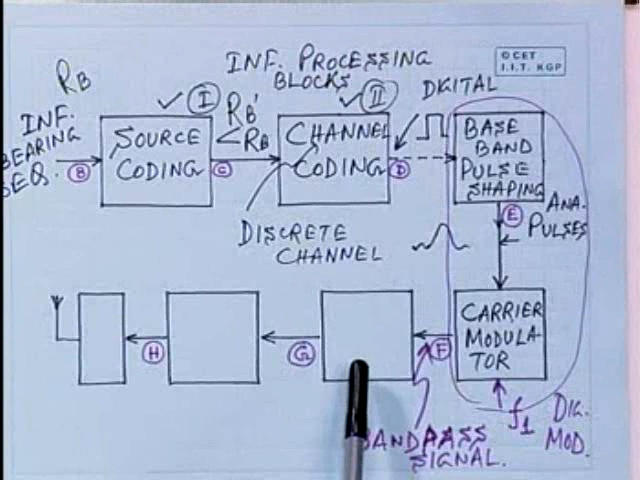 © CET
I.I.T. KGP
INF. PROCESSING
BLOCKS
RB
I
II
DIGITAL
INF.
BEARING
SEQ.
B
SOURCE
CODING
RB'
<RB
C
CHANNEL
CODING
D
BASE
BAND
PULSE
SHAPING
E
ANA.
PULSES
DISCRETE
CHANNEL
CARRIER
MODULA
TOR
F
G
H
f1
DIG.
MOD.
BANDPASS
SIGNAL.